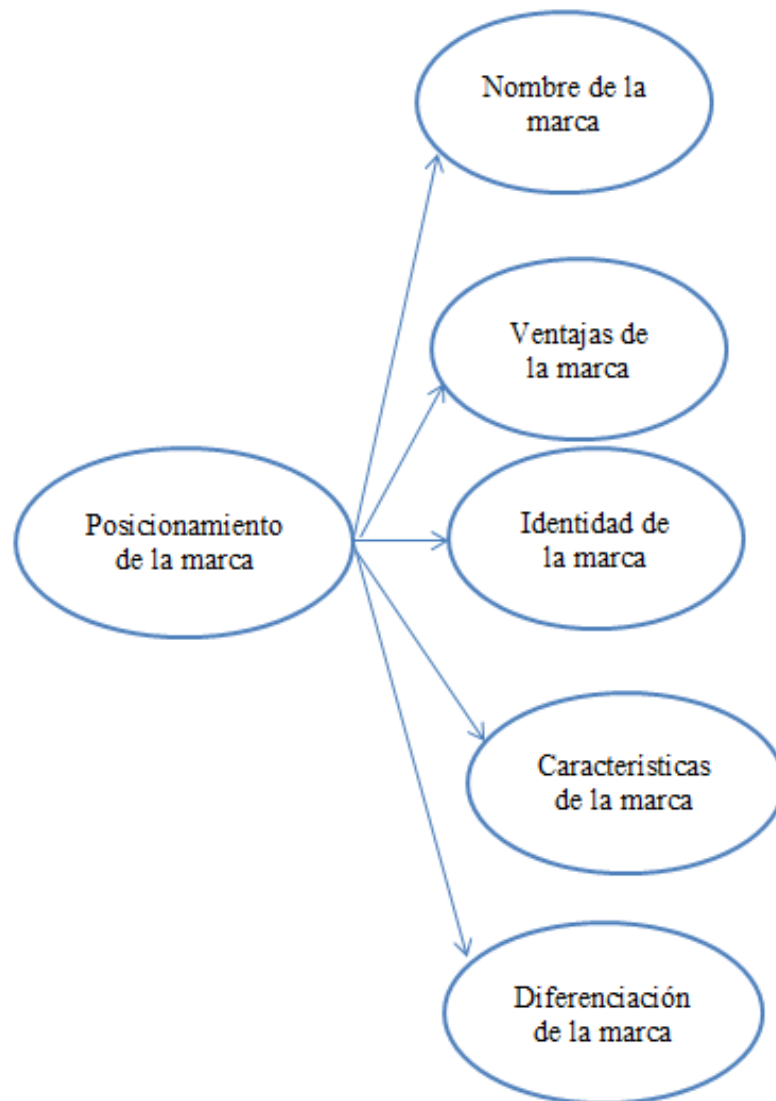 Nombre de la
marca
Ventajas de
la marca
Posicionamiento
de la marca
Identidad de
la marca
Caracteristicas
de la marca
Diferenciación
de la marca